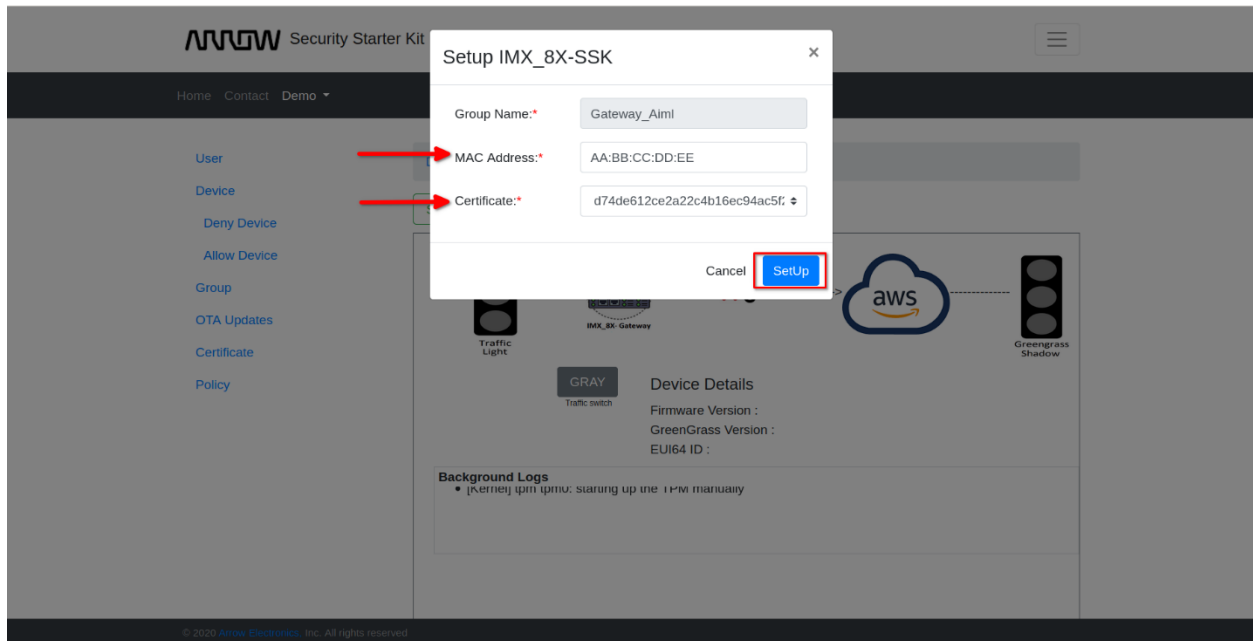 ARROW Security Starter Kit
Setup IMX_8X-SSK ×
Home Contact Demo
Group Name:* Gateway_Aiml
MAC Address:* AA:BB:CC:DD:EE
Certificate:* d74de612ce2a22c4b16ec94ac5f
Cancel SetUp
User
Device
Deny Device
Allow Device
Group
OTA Updates
Certificate
Policy
aws
IMX_8X- Gateway
Traffic
Light
Greengrass
Shadow
GRAY
Traffic switch
Device Details
Firmware Version :
GreenGrass Version :
EUI64 ID :
Background Logs
• [Kernel] tpm tpm0: starting up the TPM manually
© 2020 Arrow Electronics, Inc. All rights reserved